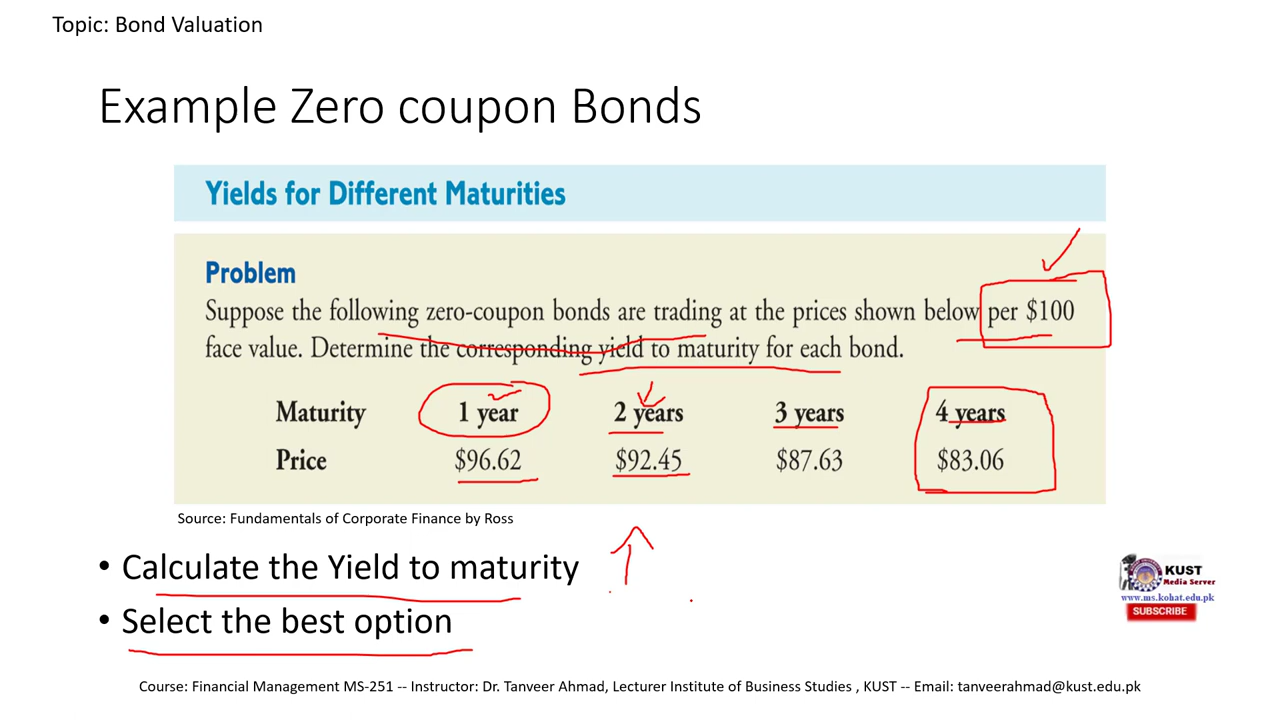 Topic: Bond Valuation
Example Zero coupon Bonds
Yields for Different Maturities
Problem
Suppose the following zero-coupon bonds are trading at the prices shown below per $100
face value. Determine the corresponding yield to maturity for each bond.
Maturity 1 year 2 years 3 years 4 years
Price $96.62 $92.45 $87.63 $83.06
Source: Fundamentals of Corporate Finance by Ross
• Calculate the Yield to maturity
• Select the best option
KUST
Media Server
www.ms.kohat.edu.pk
SUBSCRIBE
Course: Financial Management MS-251 -- Instructor: Dr. Tanveer Ahmad, Lecturer Institute of Business Studies , KUST -- Email: tanveerahmad@kust.edu.pk